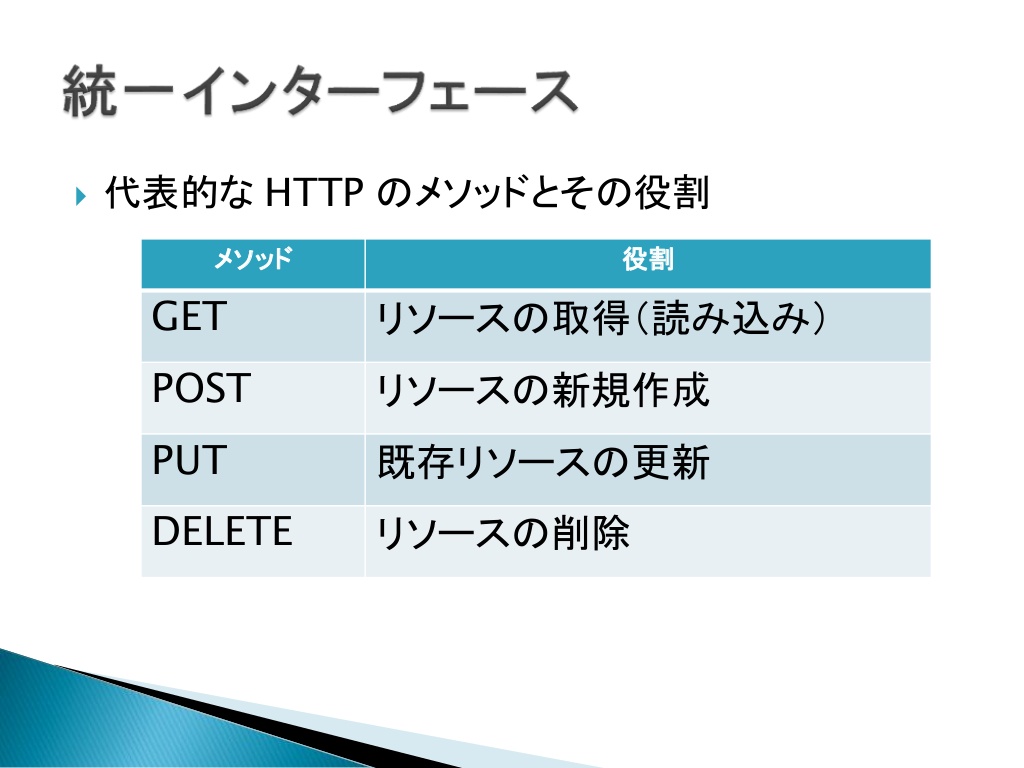 統一インターフェース
代表的な HTTP のメソッドとその役割
メソッド 役割
GET リソースの取得（読み込み）
POST リソースの新規作成
PUT 既存リソースの更新
DELETE リソースの削除